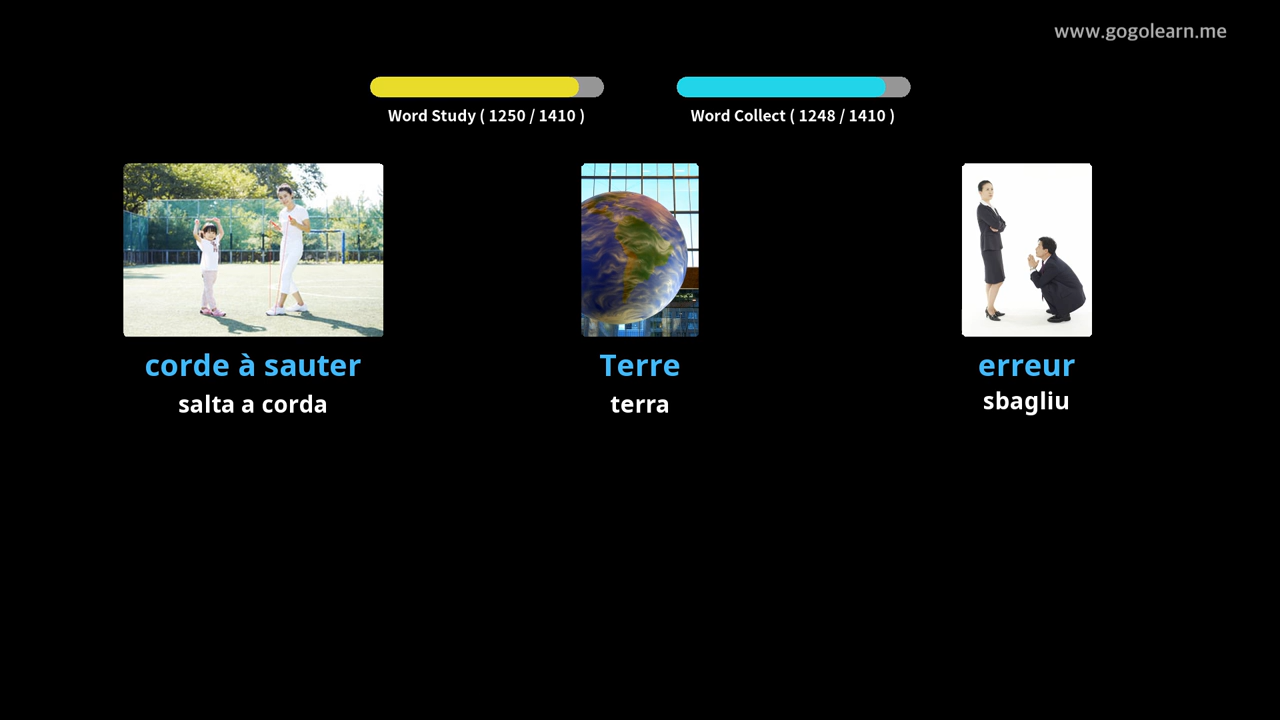 www.gogolearn.me
Word Study ( 1250 / 1410 )
Word Collect ( 1248 / 1410 )
corde à sauter
salta a corda
Terre
terra
erreur
sbagliu